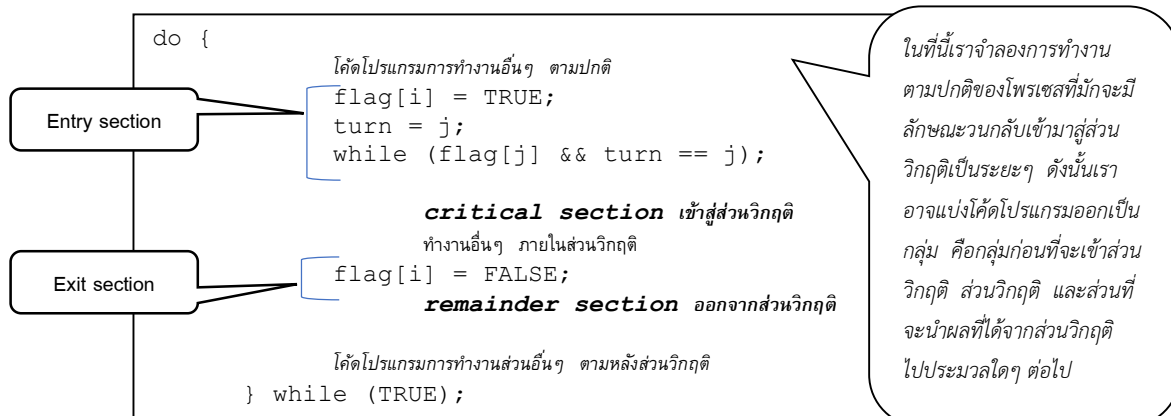 do {
โค้ดโปรแกรมการทำงานอื่นๆ ตามปกติ
Entry section
flag[i] = TRUE;
turn = j;
while (flag[j] && turn == j);
critical section เข้าสู่ส่วนวิกฤติ
ทำงานอื่นๆ ภายในส่วนวิกฤติ
Exit section
flag[i] = FALSE;
remainder section ออกจากส่วนวิกฤติ
โค้ดโปรแกรมการทำงานส่วนอื่นๆ ตามหลังส่วนวิกฤติ
} while (TRUE);
ในที่นี้เราจำลองการทำงาน
ตามปกติของโพรเซสที่มักจะมี
ลักษณะวนกลับเข้ามาสู่ส่วน
วิกฤติเป็นระยะๆ ดังนั้นเรา
อาจแบ่งโค้ดโปรแกรมออกเป็น
กลุ่ม คือกลุ่มก่อนที่จะเข้าส่วน
วิกฤติ ส่วนวิกฤติ และส่วนที่
จะนำผลที่ได้จากส่วนวิกฤติ
ไปประมวลใดๆ ต่อไป